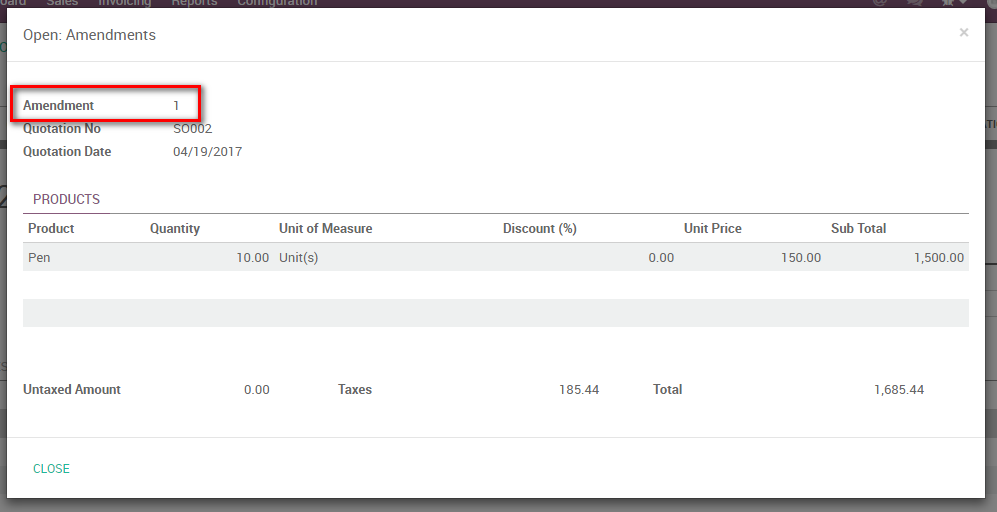 Sales Invoicing Reports Configuration
Open: Amendments ×
Amendment 1
Quotation No SO002
Quotation Date 04/19/2017
PRODUCTS
Product Quantity Unit of Measure Discount (%) Unit Price Sub Total
Pen 10.00 Unit(s) 0.00 150.00 1,500.00
Untaxed Amount 0.00 Taxes 185.44 Total 1,685.44
CLOSE